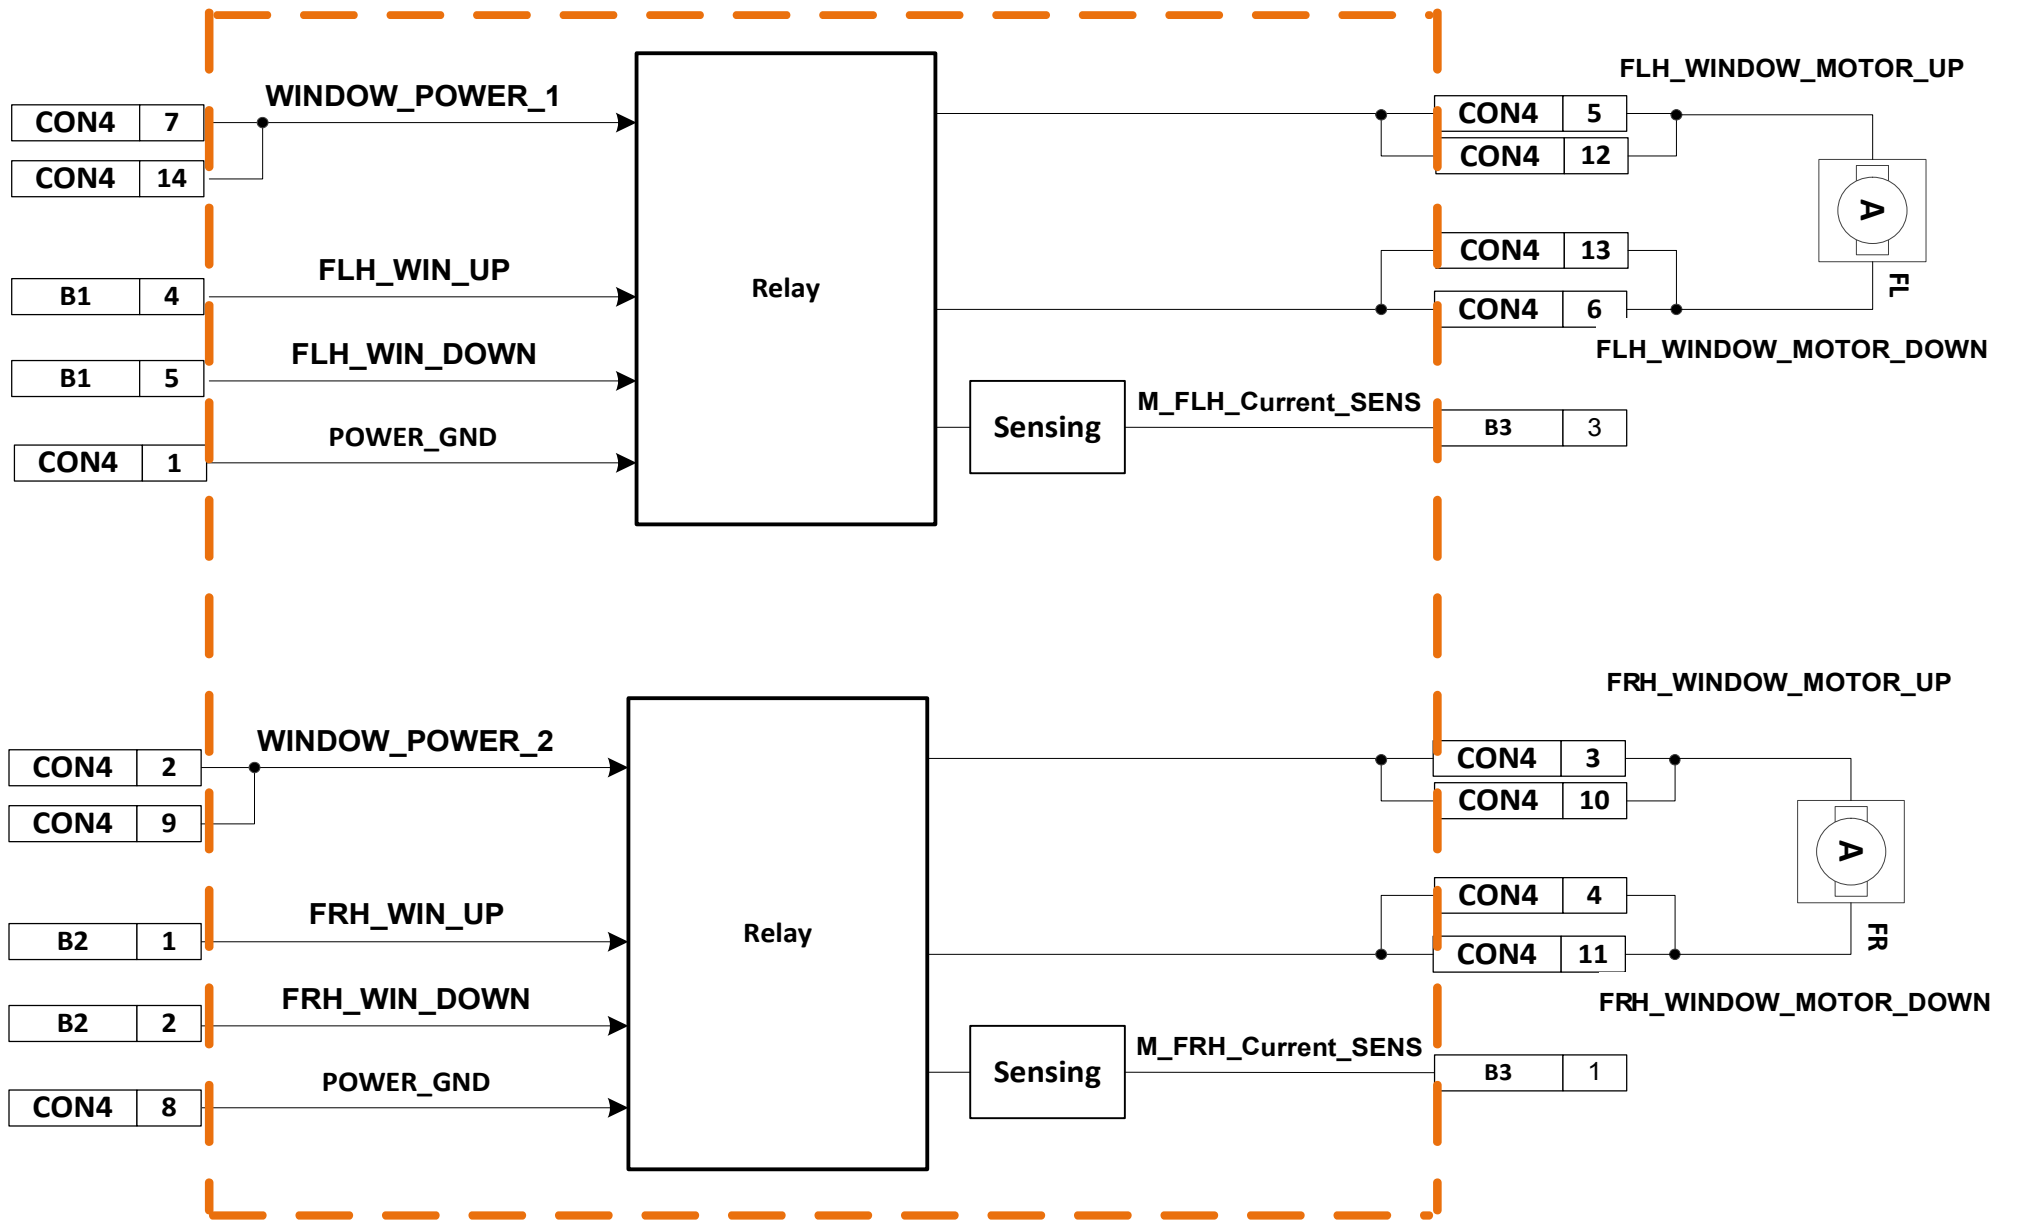 FLH_WINDOW_MOTOR_UP
WINDOW_POWER_1
CON4 7
CON4 14
CON4 5
CON4 12
A
FL
FLH_WIN_UP
B1 4
Relay
CON4 13
CON4 6
FLH_WINDOW_MOTOR_DOWN
FLH_WIN_DOWN
B1 5
POWER_GND
CON4 1
Sensing
M_FLH_Current_SENS
B3 3
FRH_WINDOW_MOTOR_UP
WINDOW_POWER_2
CON4 2
CON4 9
CON4 3
CON4 10
A
FR
FRH_WIN_UP
B2 1
Relay
CON4 4
CON4 11
FRH_WINDOW_MOTOR_DOWN
FRH_WIN_DOWN
B2 2
POWER_GND
CON4 8
Sensing
M_FRH_Current_SENS
B3 1